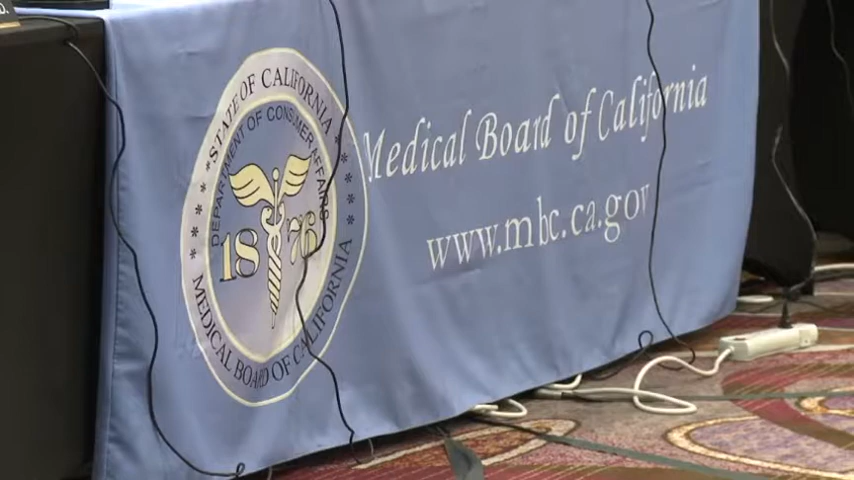 D.
STATE OF CALIFORNIA
DEPARTMENT OF CONSUMER AFFAIRS
1876
MEDICAL BOARD OF CALIFORNIA
Medical Board of California
www.mbc.ca.gov